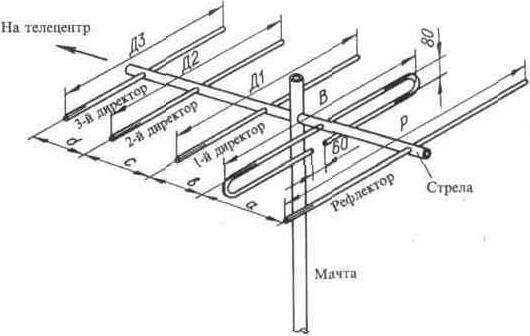 На телецентр
Д3
Д2
Д1
В
80
Р
60
3-й директор
2-й директор
1-й директор
d
с
в
а
Рефлектор
Стрела
Мачта